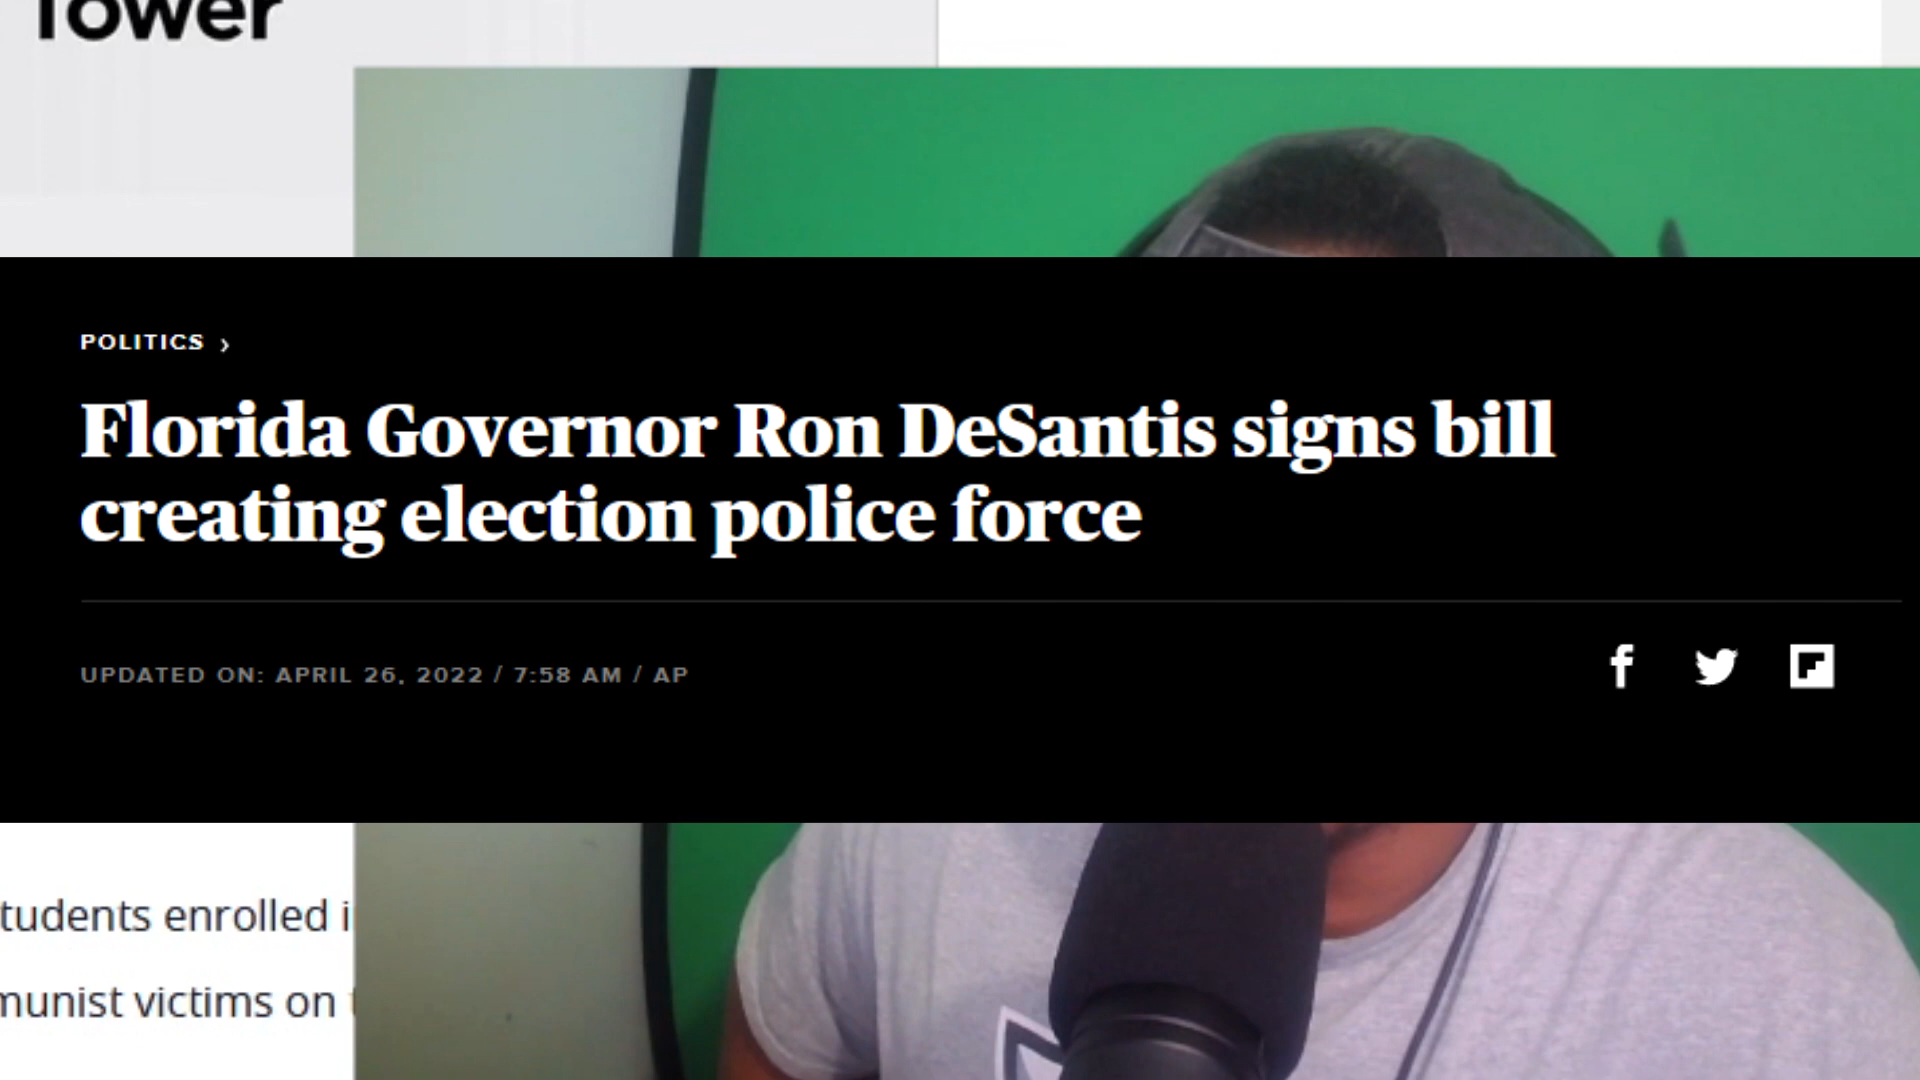 Tower
POLITICS ›
Florida Governor Ron DeSantis signs bill
creating election police force
UPDATED ON: APRIL 26, 2022 / 7:58 AM / AP
tudents enrolled i
munist victims on